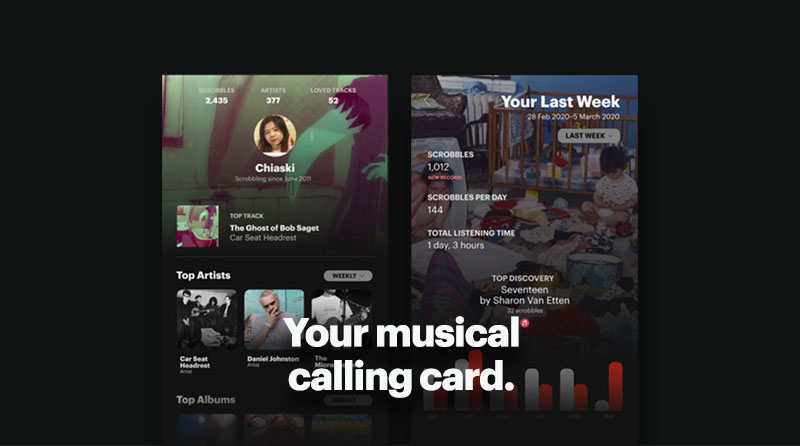 SCROBBLES ARTISTS LOVED TRACKS
2,435 377 52
Chiaski
Scrobbling since June 2011
TOP TRACK
The Ghost of Bob Saget
Car Seat Headrest
Top Artists WEEKLY
Car Seat
Headrest
Artist
Daniel Johnston
Artist
The
Top Albums WEEKLY
Your Last Week
28 Feb 2020–5 March 2020
LAST WEEK
SCROBBLES
1,012
NEW RECORD!
SCROBBLES PER DAY
144
TOTAL LISTENING TIME
1 day, 3 hours
TOP DISCOVERY
Seventeen
by Sharon Van Etten
32 scrobbles
TUE WED THU
Your musical
calling card.